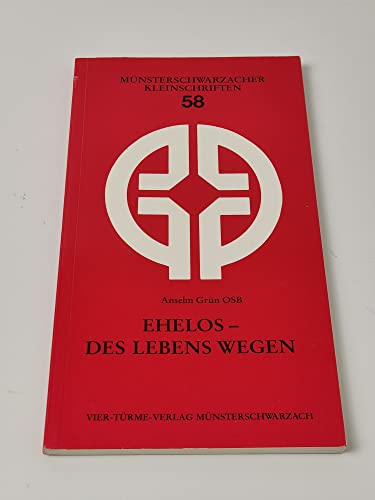 MÜNSTERSCHWARZACHER
KLEINSCHRIFTEN
58
Anselm Grün OSB
EHELOS –
DES LEBENS WEGEN
VIER-TÜRME-VERLAG MÜNSTERSCHWARZACH